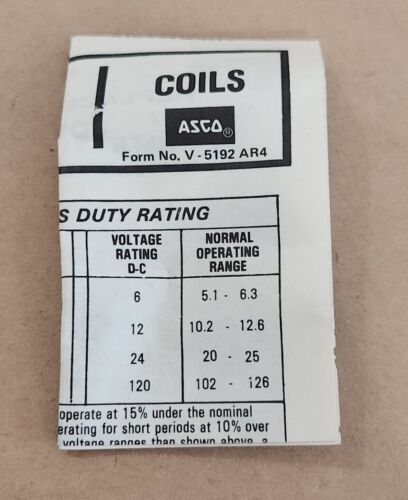 COILS
ASCO®
Form No. V - 5192 AR4
S DUTY RATING
VOLTAGE RATING D-C NORMAL OPERATING RANGE
6 5.1 - 6.3
12 10.2 - 12.6
24 20 - 25
120 102 - 126
operate at 15% under the nominal
erating for short periods at 10% over
voltage ranges than shown above, a